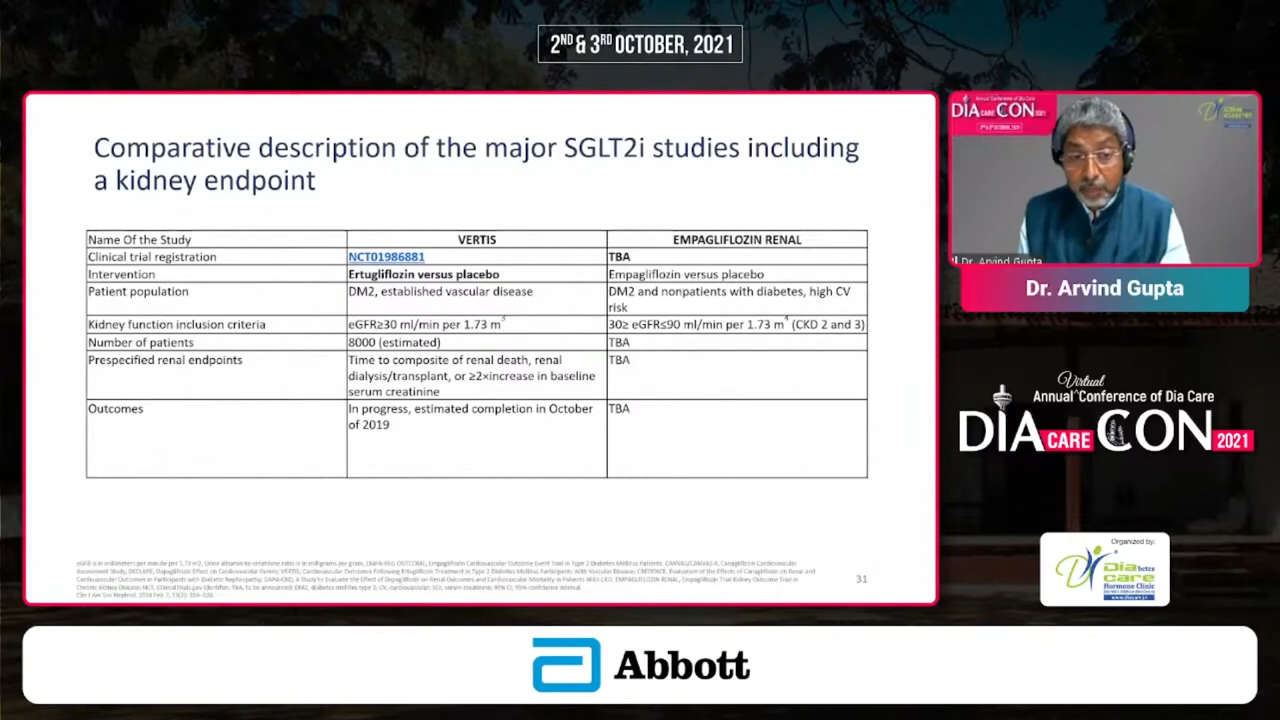 2ND & 3RD OCTOBER, 2021
Comparative description of the major SGLT2i studies including
a kidney endpoint
Name Of the Study VERTIS EMPAGLIFLOZIN RENAL
Clinical trial registration NCT01986881 TBA
Intervention Ertugliflozin versus placebo Empagliflozin versus placebo
Patient population DM2, established vascular disease DM2 and nonpatients with diabetes, high CV
risk
Kidney function inclusion criteria eGFR≥30 ml/min per 1.73 m 30≥ eGFR≤90 ml/min per 1.73 m (CKD 2 and 3)
Number of patients 8000 (estimated) TBA
Prespecified renal endpoints Time to composite of renal death, renal TBA
dialysis/transplant, or ≥2×increase in baseline
serum creatinine
Outcomes In progress, estimated completion in October TBA
of 2019
31
DIA CARE CON 2021
Dr. Arvind Gupta
Dr. Arvind Gupta
Virtual
Annual ^ Conference of Dia Care
DIA CARE CON 2021
Organized by:
Diabetes
care
Hormone Clinic
Abbott